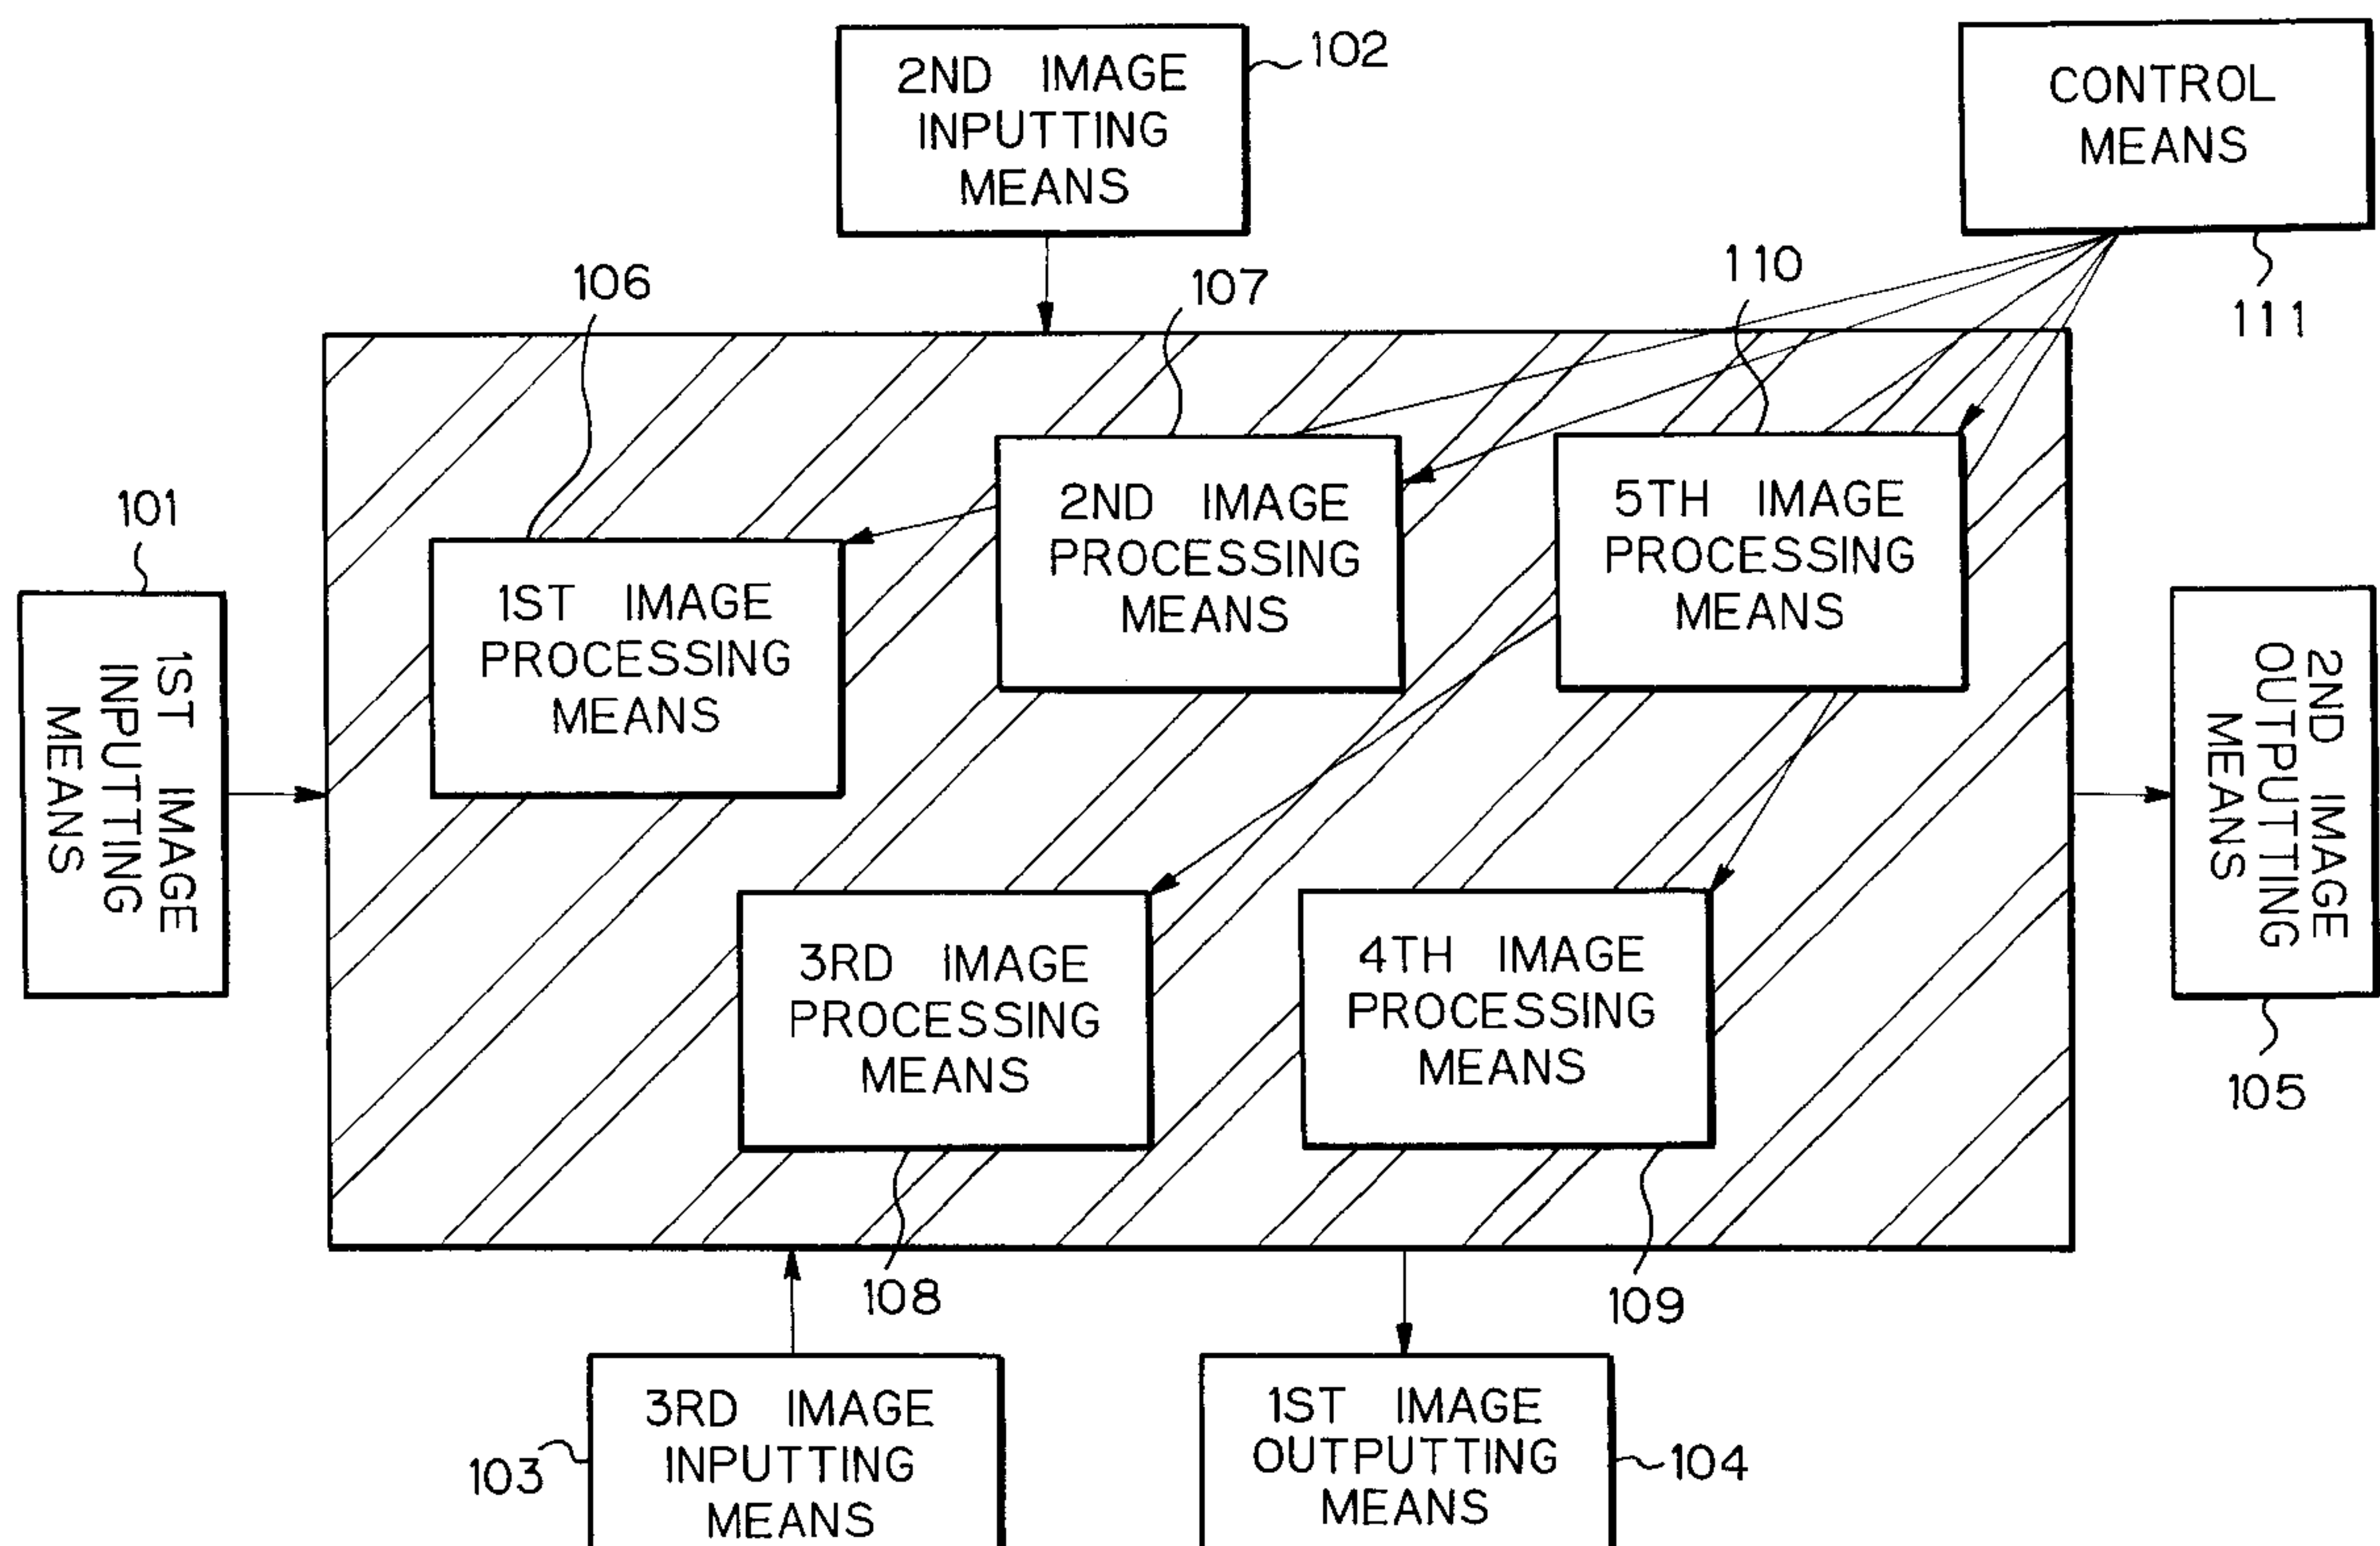 2ND IMAGE
INPUTTING
MEANS
102
CONTROL
MEANS
111
106
107
110
101
1ST IMAGE
INPUTTING
MEANS
1ST IMAGE
PROCESSING
MEANS
2ND IMAGE
PROCESSING
MEANS
5TH IMAGE
PROCESSING
MEANS
2ND IMAGE
OUTPUTTING
MEANS
105
3RD IMAGE
PROCESSING
MEANS
4TH IMAGE
PROCESSING
MEANS
108
109
103
3RD IMAGE
INPUTTING
MEANS
1ST IMAGE
OUTPUTTING
MEANS
104